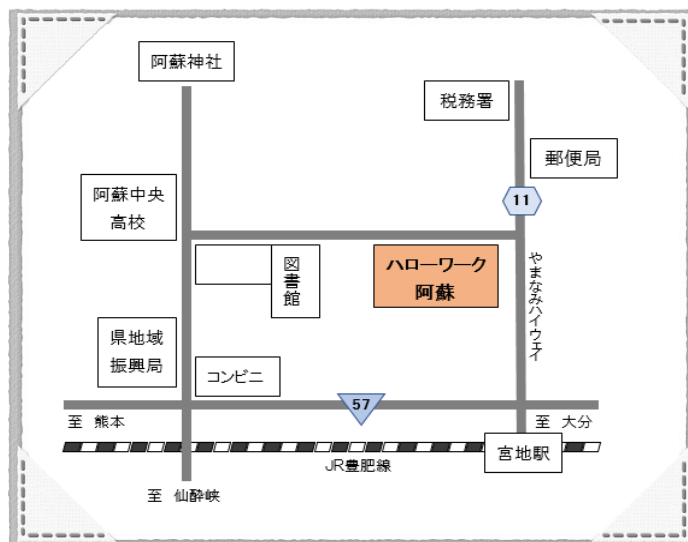 阿蘇神社
税務署
郵便局
阿蘇中央
高校
11
図書館
ハローワーク
阿蘇
やまなみハイウェイ
県地域
振興局
コンビニ
57
至 熊本
至 大分
宮地駅
JR豊肥線
至 仙酔峡